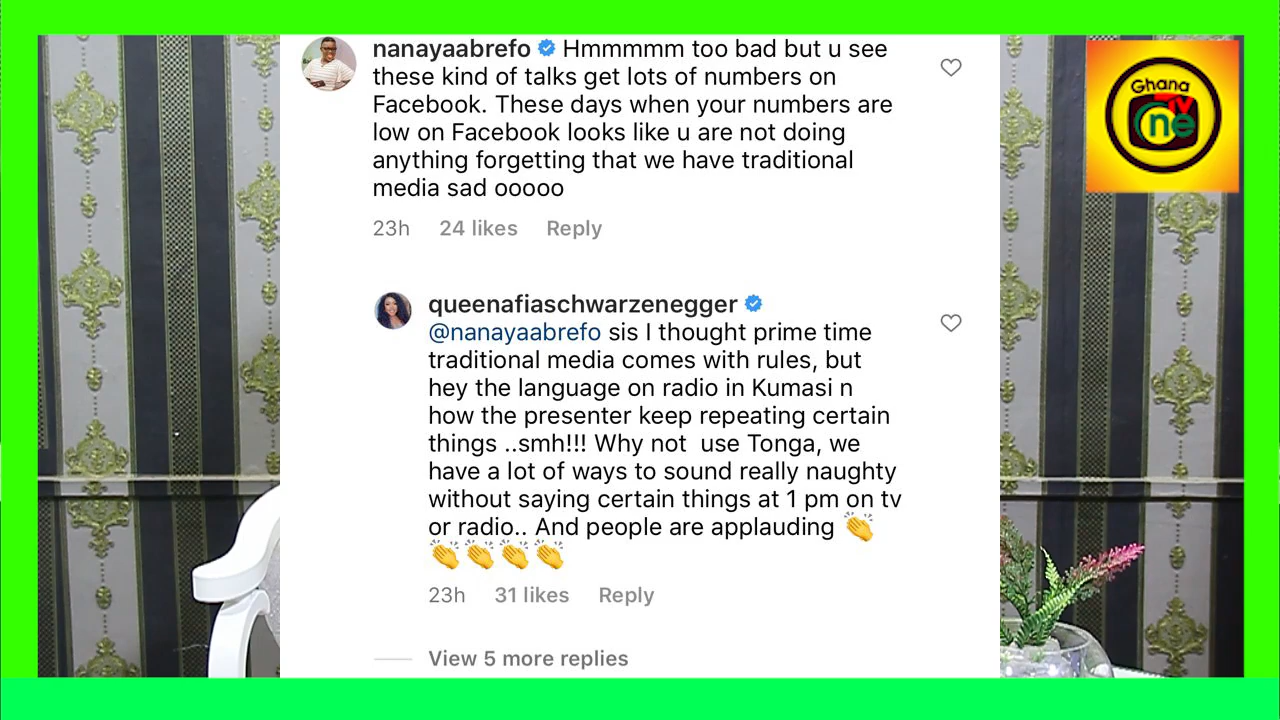 nanayaabrefo Hmmmmm too bad but u see
these kind of talks get lots of numbers on
Facebook. These days when your numbers are
low on Facebook looks like u are not doing
anything forgetting that we have traditional
media sad ooooo
23h 24 likes Reply
queenafiaschwarzenegger
@nanayaabrefo sis I thought prime time
traditional media comes with rules, but
hey the language on radio in Kumasi n
how the presenter keep repeating certain
things ..smh!!! Why not use Tonga, we
have a lot of ways to sound really naughty
without saying certain things at 1 pm on tv
or radio.. And people are applauding 👏
👏👏👏👏
23h 31 likes Reply
View 5 more replies
Ghana
TV
One